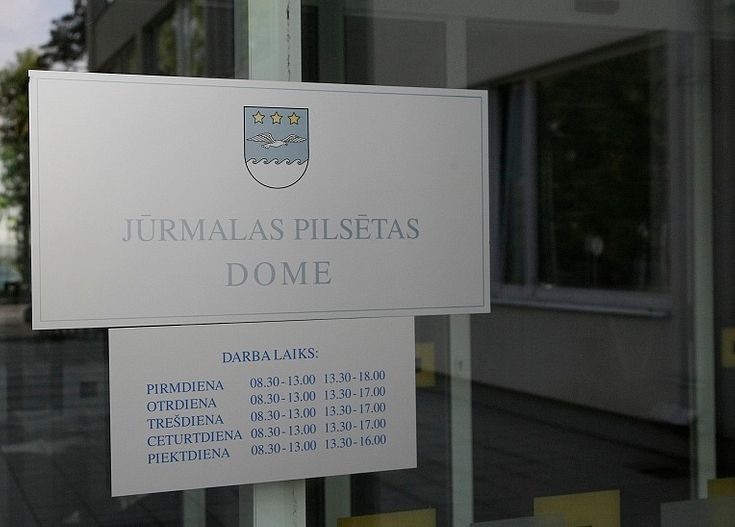 JŪRMALAS PILSĒTAS
DOME
DARBA LAIKS:
PIRMDIENA 08.30-13.00 13.30-18.00
OTRDIENA 08.30-13.00 13.30-17.00
TREŠDIENA 08.30-13.00 13.30-17.00
CETURTDIENA 08.30-13.00 13.30-17.00
PIEKTDIENA 08.30-13.00 13.30-16.00